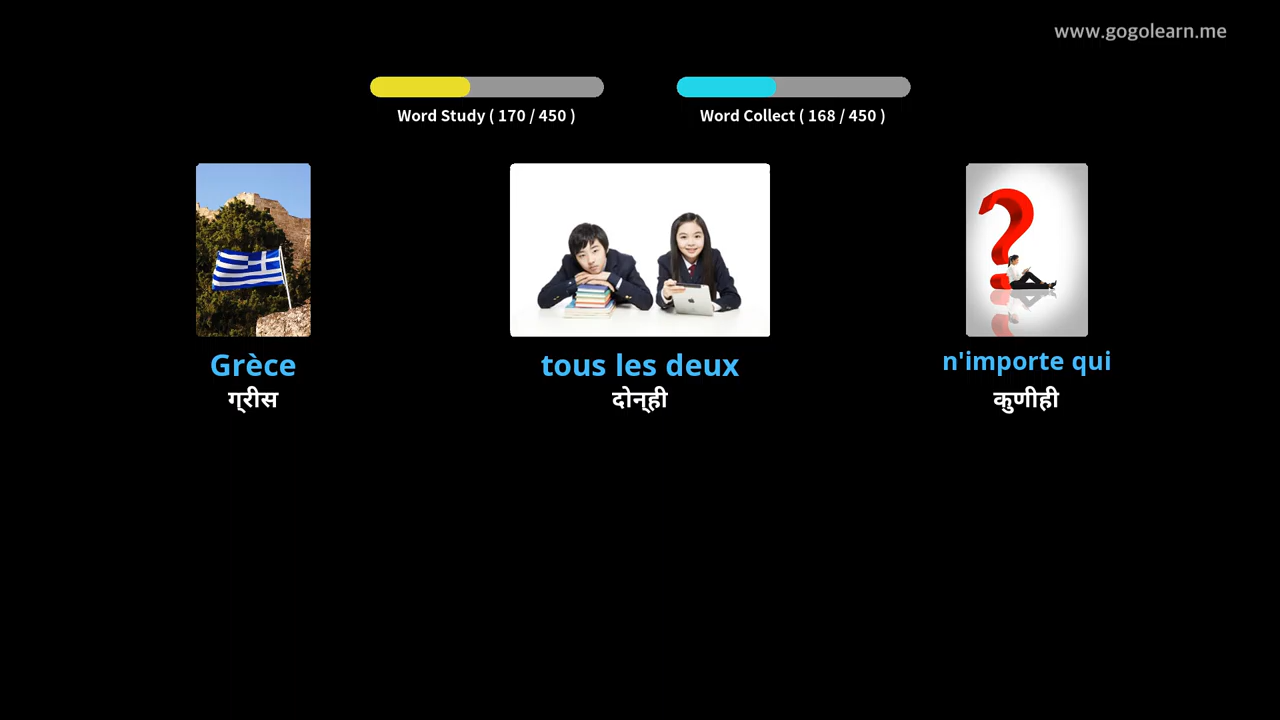 www.gogolearn.me
Word Study ( 170 / 450 )
Word Collect ( 168 / 450 )
Grèce
ग्रीस
tous les deux
दोन्ही
n'importe qui
कुणीही